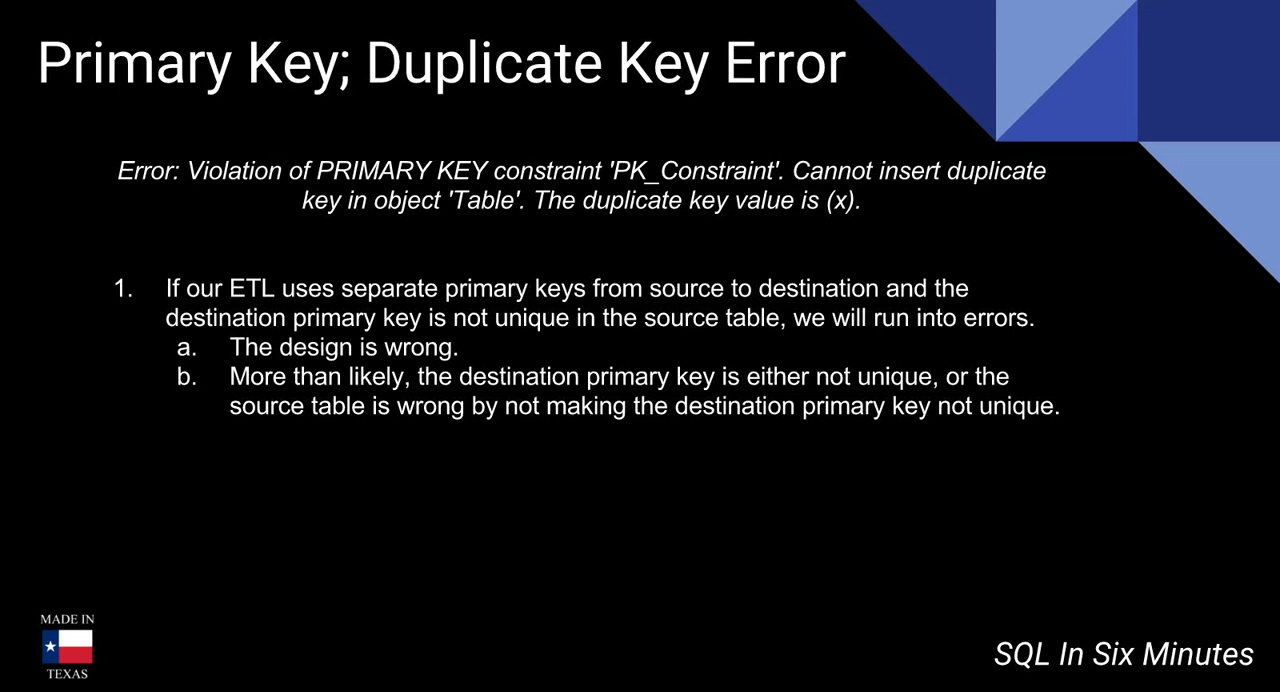 Primary Key; Duplicate Key Error
Error: Violation of PRIMARY KEY constraint 'PK_Constraint'. Cannot insert duplicate
key in object 'Table'. The duplicate key value is (x).
1. If our ETL uses separate primary keys from source to destination and the
destination primary key is not unique in the source table, we will run into errors.
a. The design is wrong.
b. More than likely, the destination primary key is either not unique, or the
source table is wrong by not making the destination primary key not unique.
MADE IN
TEXAS
SQL In Six Minutes